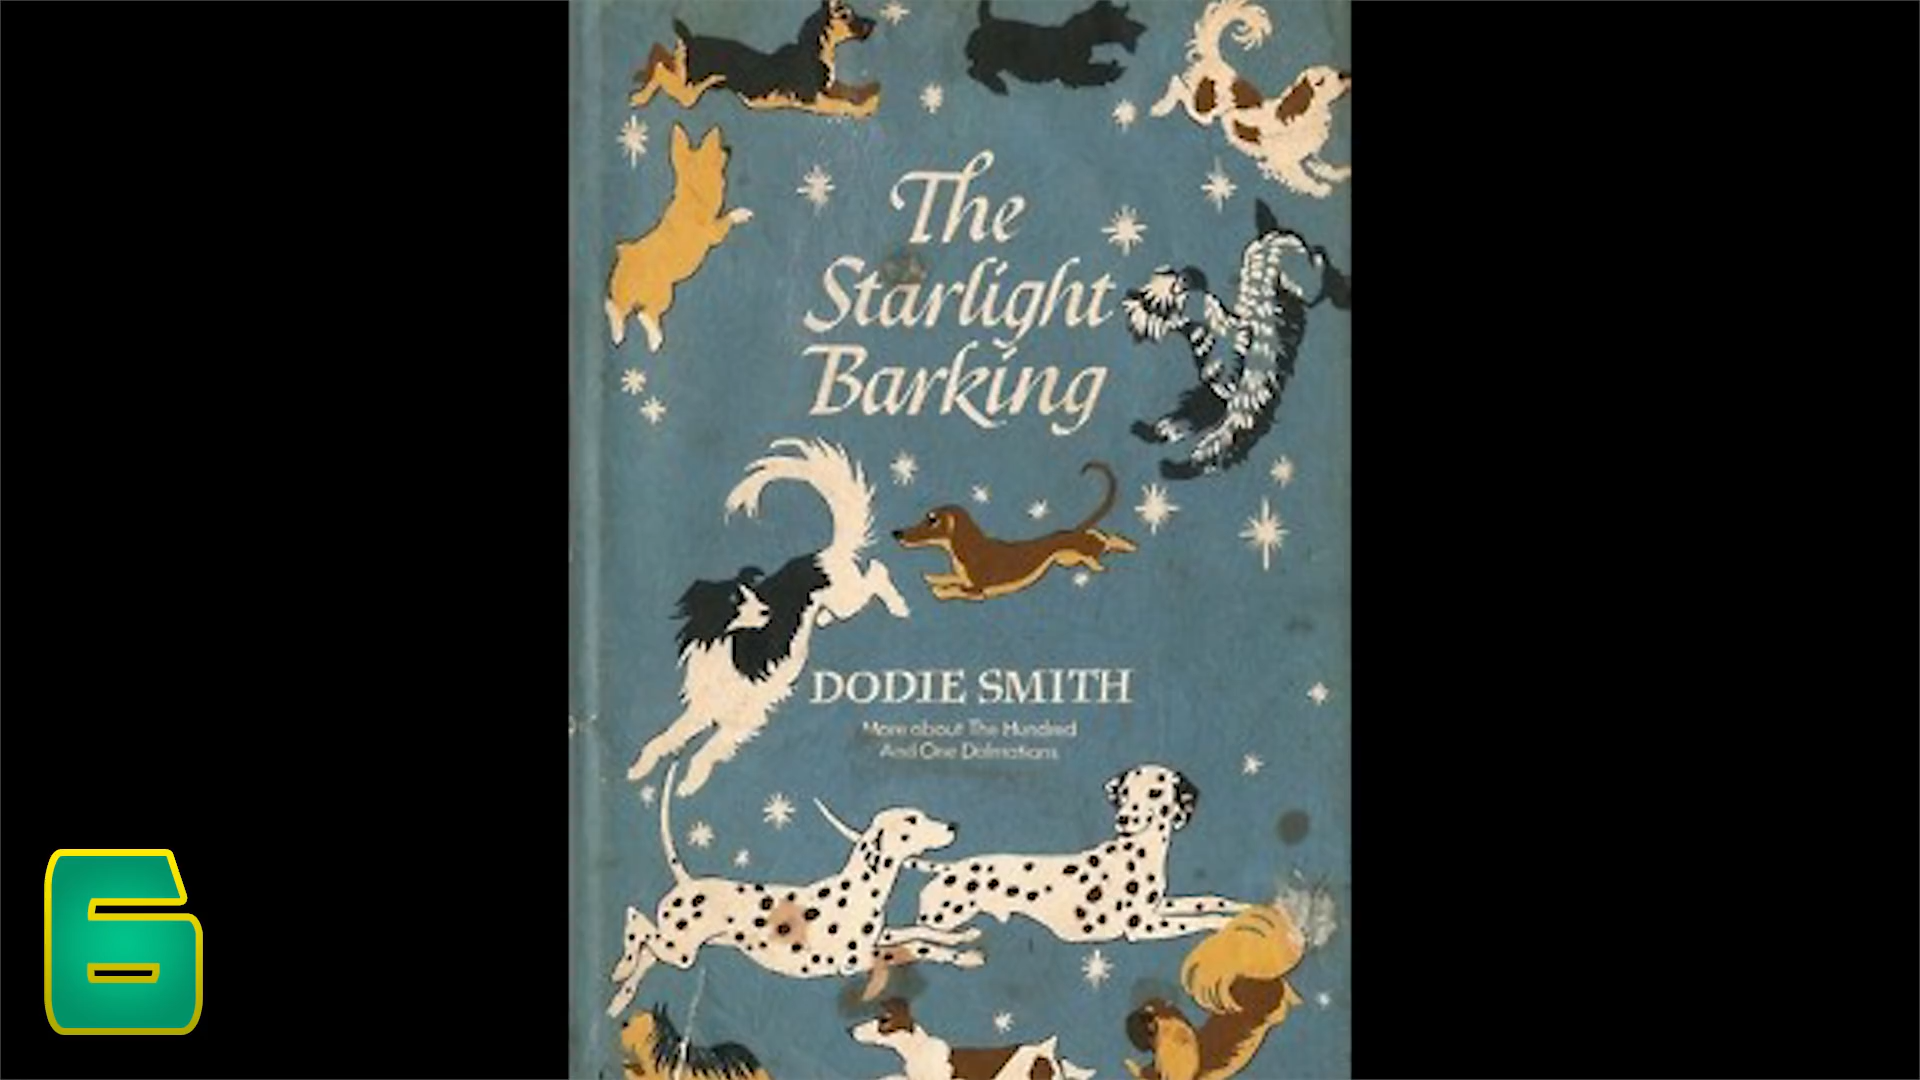 The
Starlight
Barking
DODIE SMITH
More about The Hundred
And One Dalmatians
6